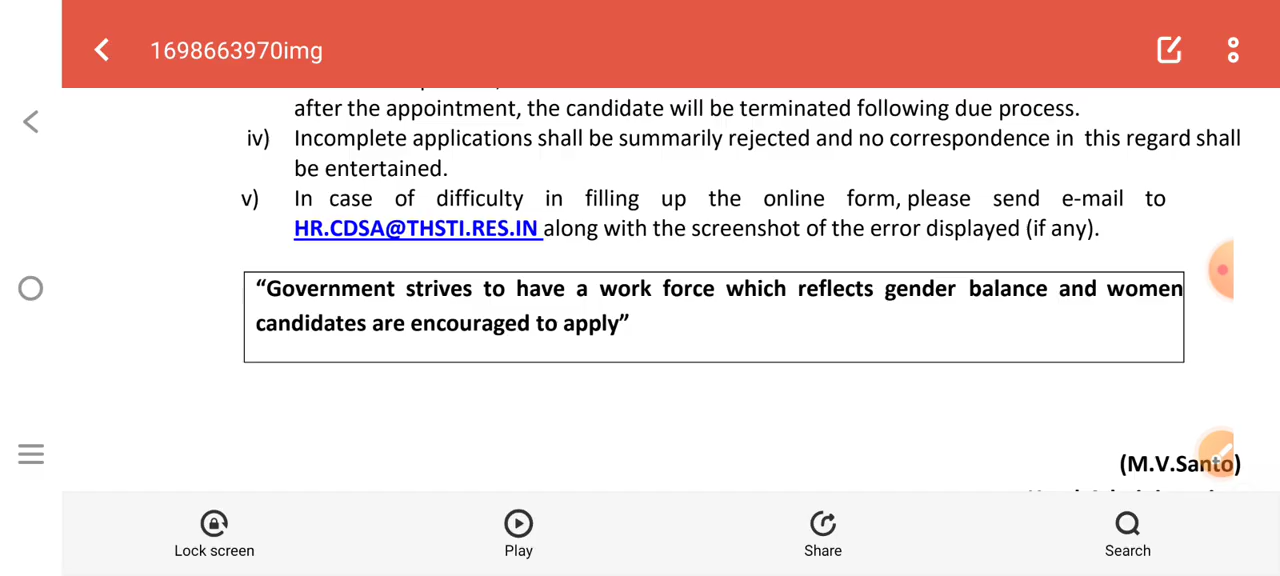 1698663970img
after the appointment, the candidate will be terminated following due process.
iv) Incomplete applications shall be summarily rejected and no correspondence in this regard shall
be entertained.
v) In case of difficulty in filling up the online form, please send e-mail to
HR.CDSA@THSTI.RES.IN along with the screenshot of the error displayed (if any).
“Government strives to have a work force which reflects gender balance and women
candidates are encouraged to apply”
(M.V.Santo)
Lock screen
Play
Share
Search